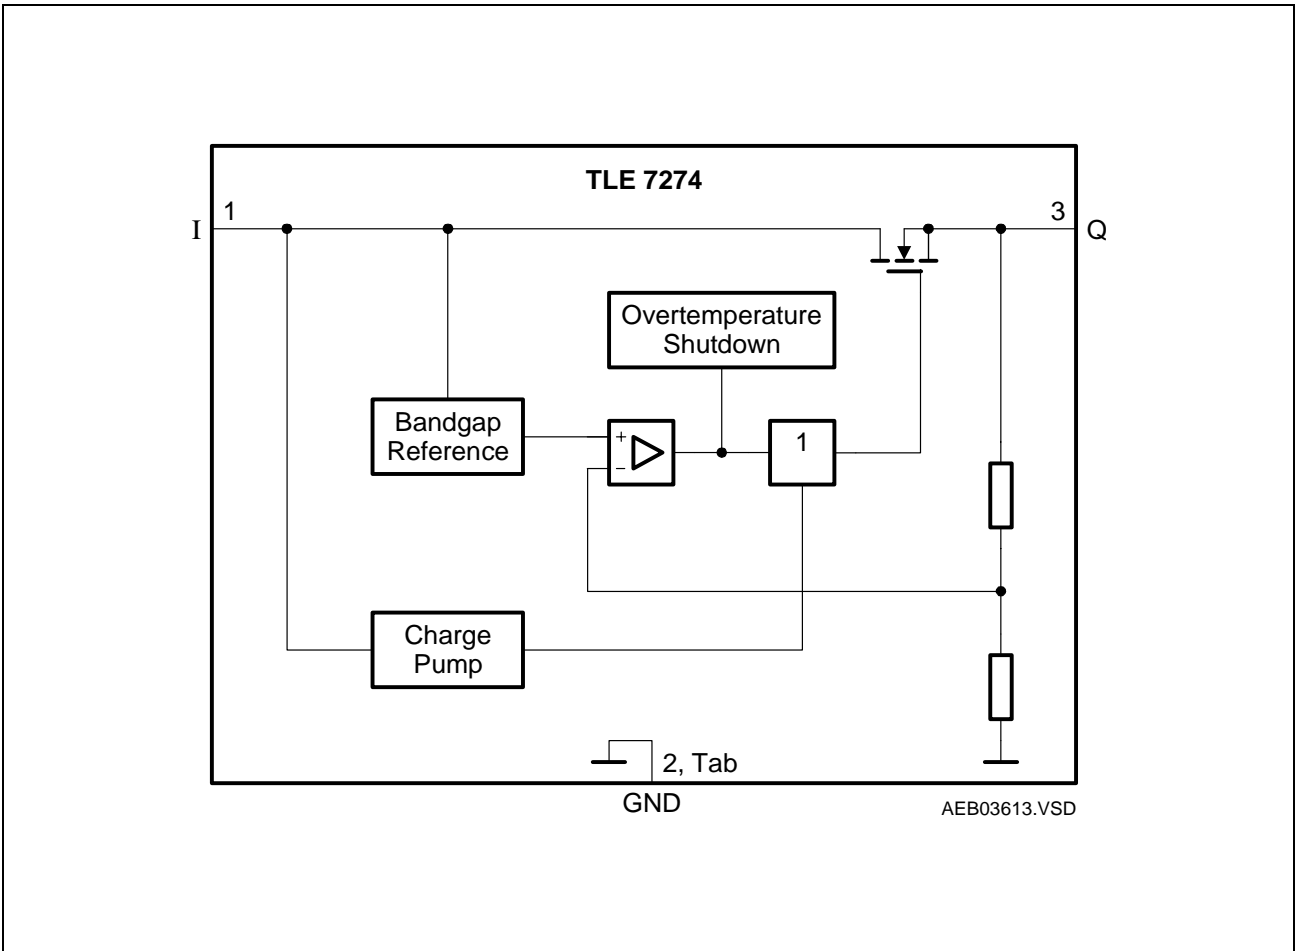 TLE 7274
1
3
I
Q
Overtemperature
Shutdown
Bandgap
Reference
+
−
1
Charge
Pump
2, Tab
GND
AEB03613.VSD